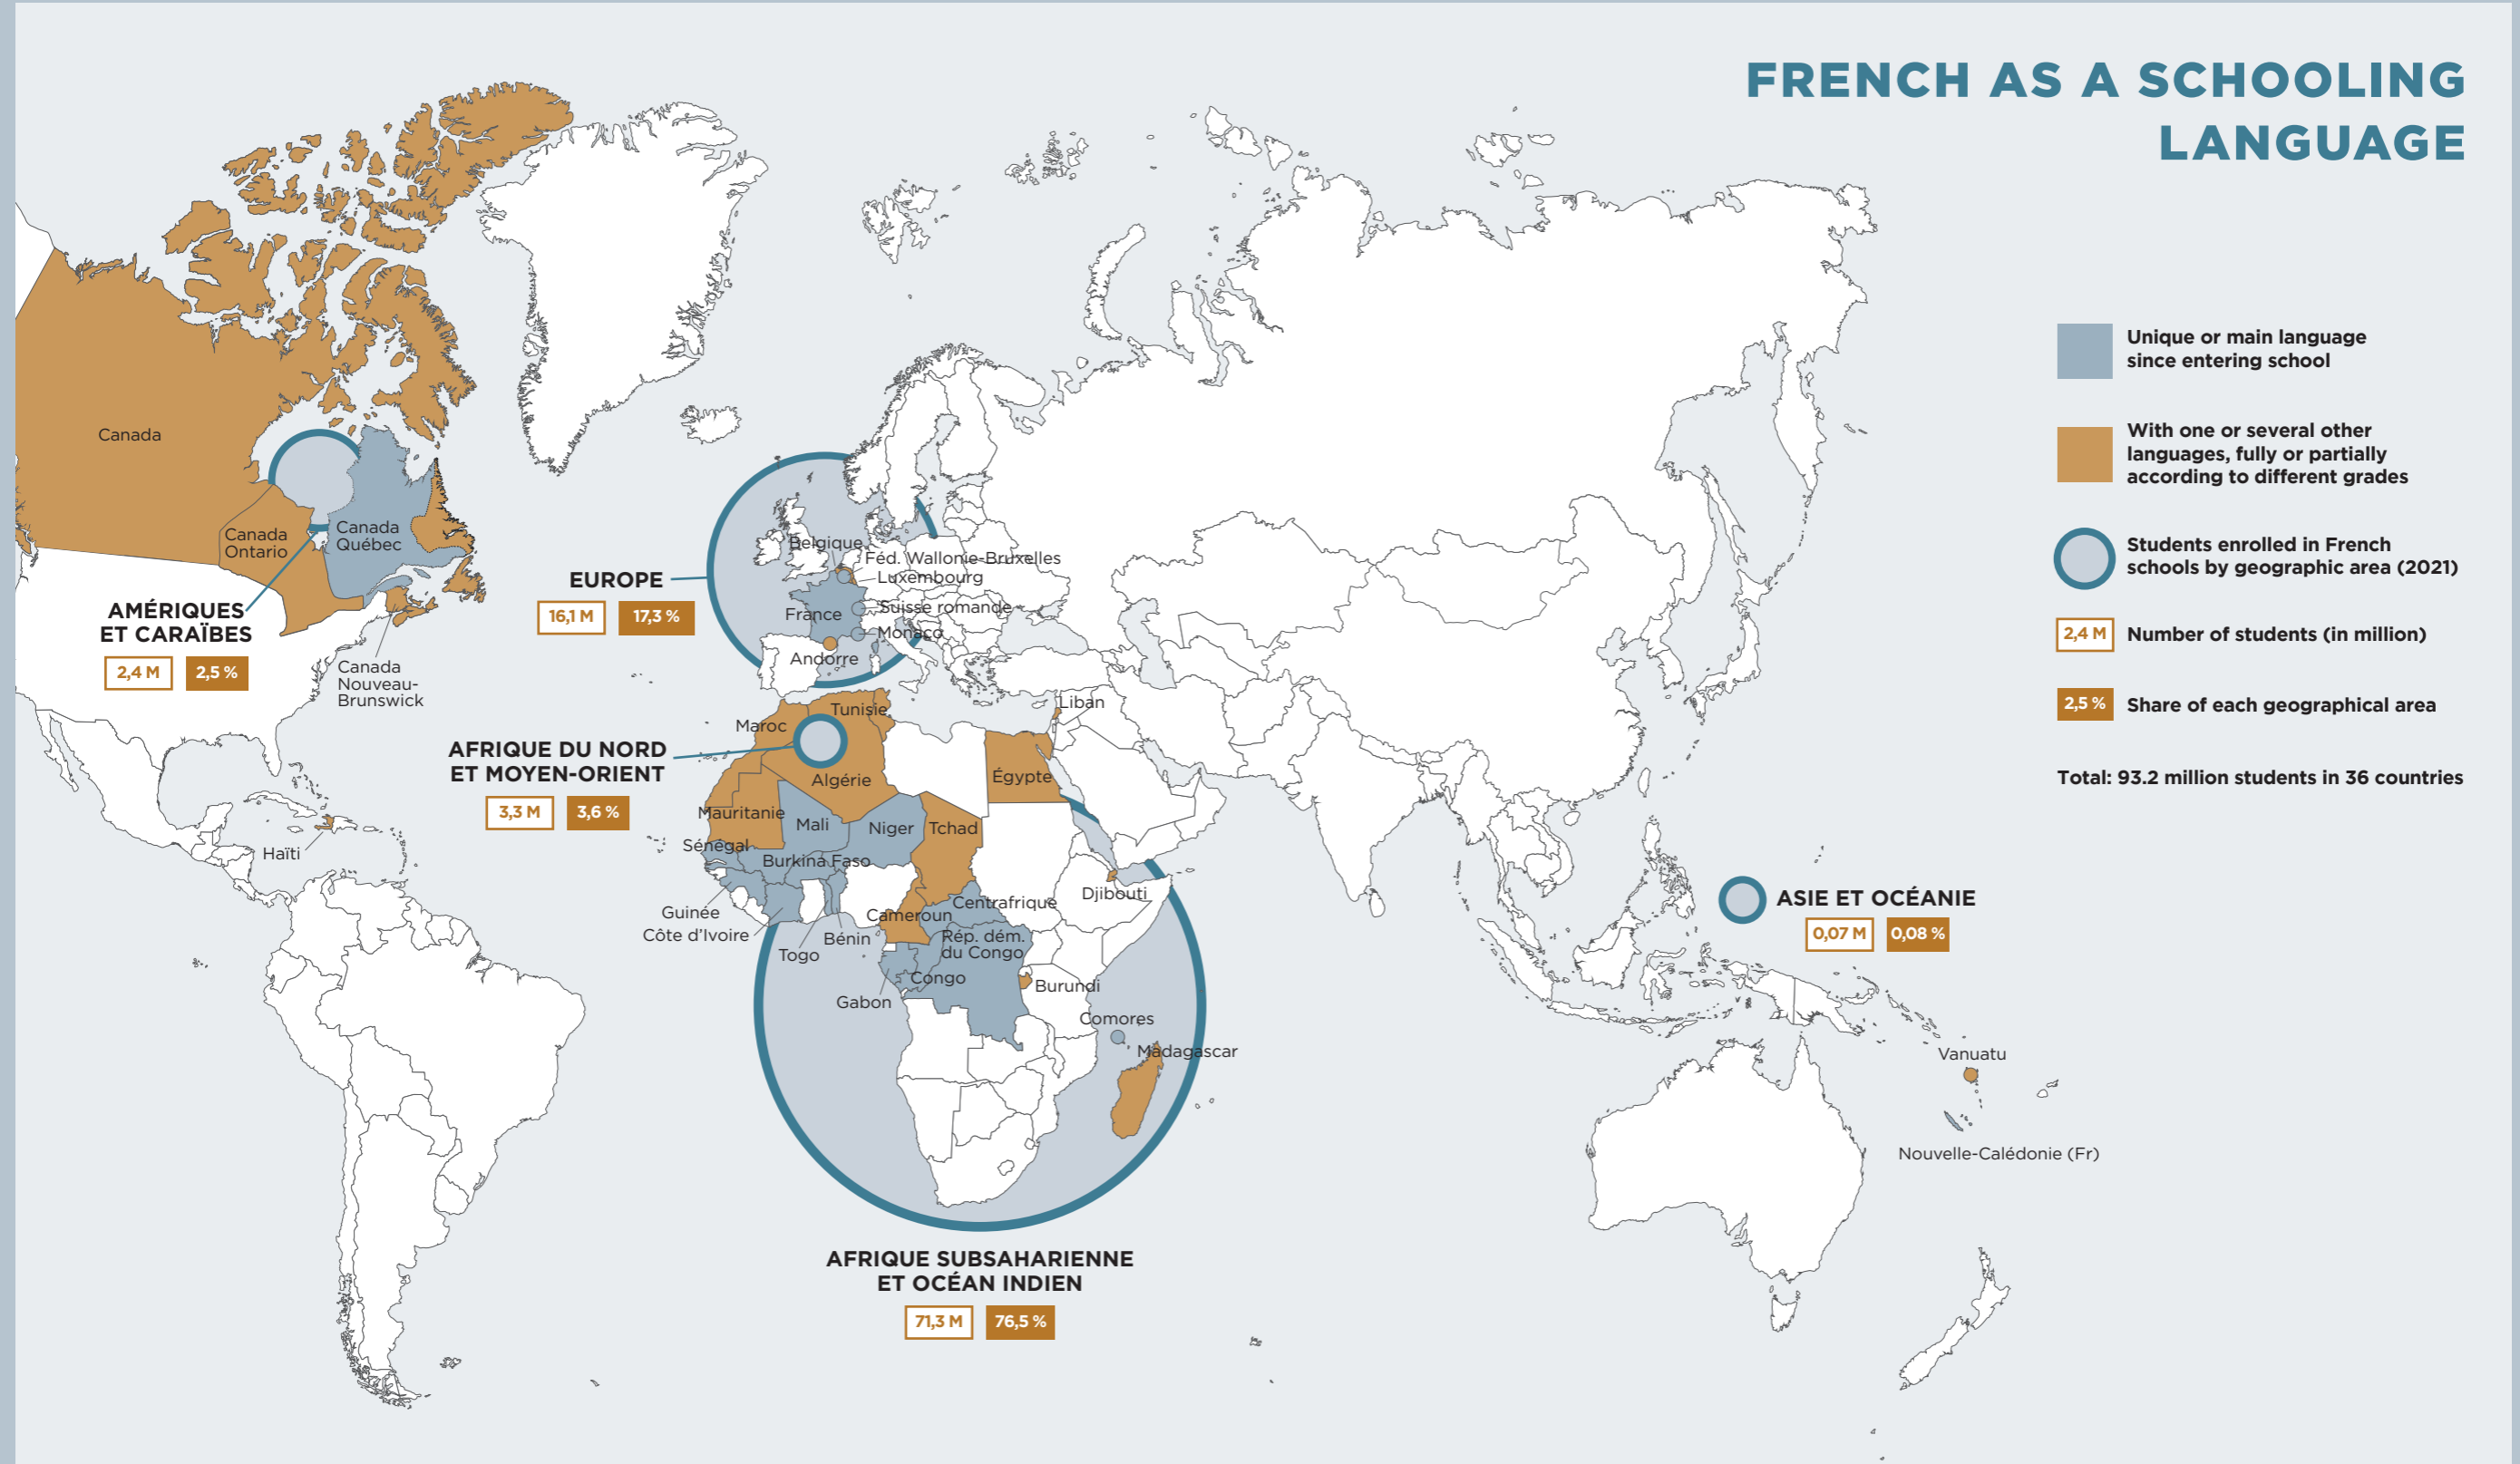 FRENCH AS A SCHOOLING
LANGUAGE
Unique or main language
since entering school
With one or several other
languages, fully or partially
according to different grades
Students enrolled in French
schools by geographic area (2021)
2,4 M
Number of students (in million)
2,5 %
Share of each geographical area
Total: 93.2 million students in 36 countries
Canada
Canada
Ontario
Canada
Québec
AMÉRIQUES
ET CARAÏBES
2,4 M
2,5 %
Canada
Nouveau-
Brunswick
Haïti
EUROPE
16,1 M
17,3 %
Belgique
Féd. Wallonie-Bruxelles
Luxembourg
France
Suisse romande
Monaco
Andorre
AFRIQUE DU NORD
ET MOYEN-ORIENT
3,3 M
3,6 %
Maroc
Tunisie
Liban
Algérie
Égypte
Mauritanie
Mali
Niger
Tchad
Sénégal
Burkina Faso
Guinée
Côte d'Ivoire
Togo
Bénin
Cameroun
Centrafrique
Djibouti
Rép. dém.
du Congo
Congo
Gabon
Burundi
Comores
Madagascar
AFRIQUE SUBSAHARIENNE
ET OCÉAN INDIEN
71,3 M
76,5 %
ASIE ET OCÉANIE
0,07 M
0,08 %
Vanuatu
Nouvelle-Calédonie (Fr)